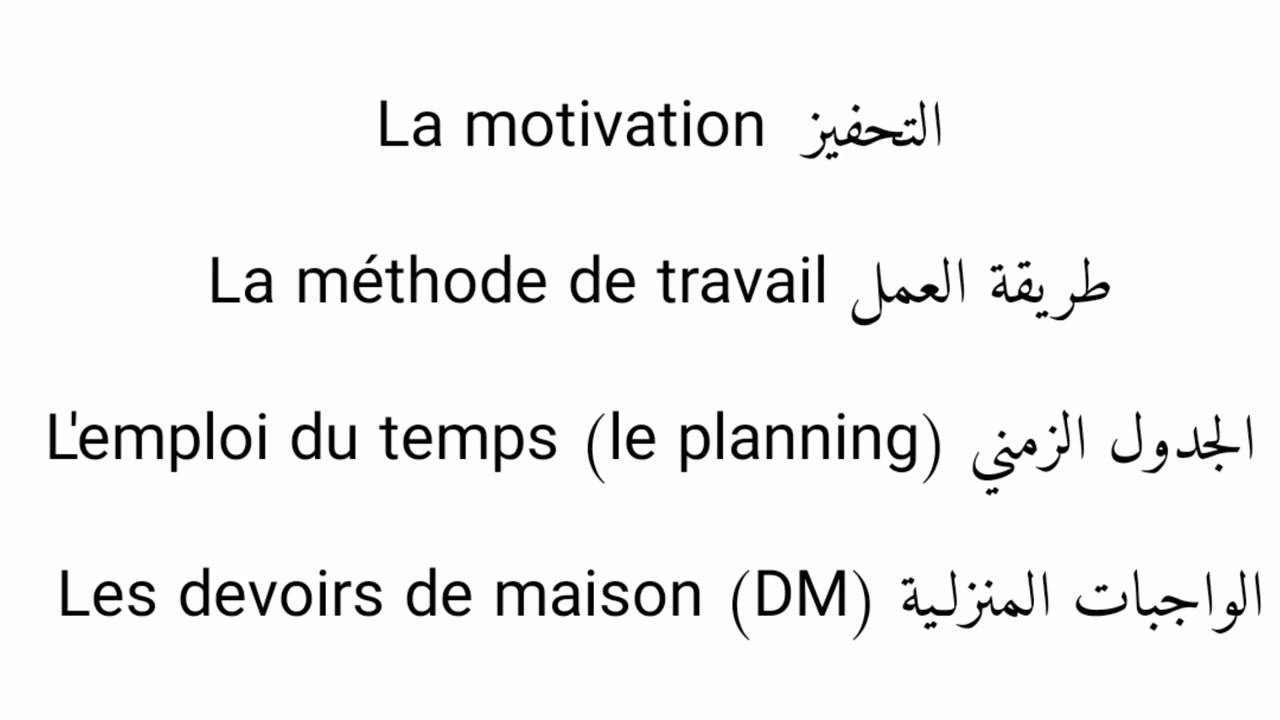 La motivation التحفيز
La méthode de travail طريقة العمل
L'emploi du temps (le planning) الجدول الزمني
Les devoirs de maison (DM) الواجبات المنزلية